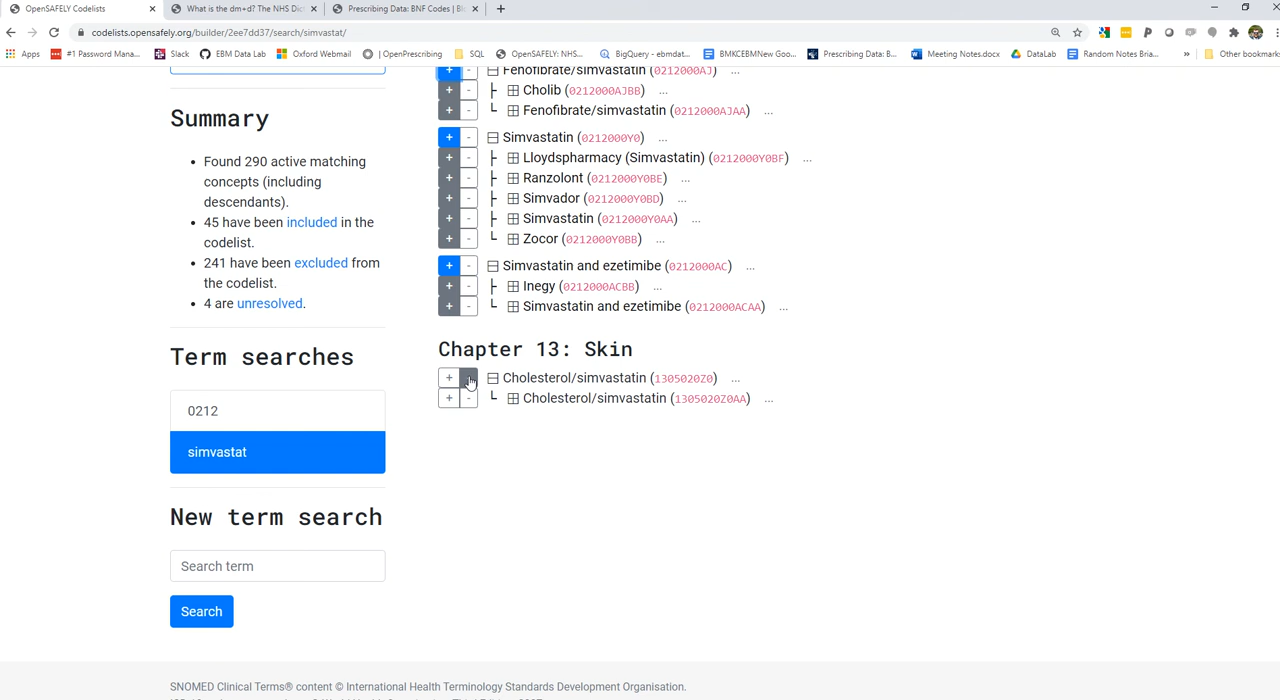 OpenSAFELY Codelists
What is the dm+d? The NHS Dic
Prescribing Data: BNF Codes | Bl
codelists.opensafely.org/builder/2ee7dd37/search/simvastat/
Apps
#1 Password Mana...
Slack
EBM Data Lab
Oxford Webmail
| OpenPrescribing
SQL
OpenSAFELY: NHS...
BigQuery - ebmdat...
BMKCEBMNew Goo...
Prescribing Data: B...
Meeting Notes.docx
DataLab
Random Notes Bria...
»
Other bookmark
Summary
• Found 290 active matching
concepts (including
descendants).
• 45 have been included in the
codelist.
• 241 have been excluded from
the codelist.
• 4 are unresolved.
Term searches
0212
simvastat
New term search
Search term
Search
+ - Fenofibrate/simvastatin (0212000AJ) ...
+ - Cholib (0212000AJBB) ...
+ - Fenofibrate/simvastatin (0212000AJAA) ...
+ - Simvastatin (0212000Y0) ...
+ - Lloydspharmacy (Simvastatin) (0212000Y0BF) ...
+ - Ranzolont (0212000Y0BE) ...
+ - Simvador (0212000Y0BD) ...
+ - Simvastatin (0212000Y0AA) ...
+ - Zocor (0212000Y0BB) ...
+ - Simvastatin and ezetimibe (0212000AC) ...
+ - Inegy (0212000ACBB) ...
+ - Simvastatin and ezetimibe (0212000ACAA) ...
Chapter 13: Skin
+ Cholesterol/simvastatin (1305020Z0) ...
+ - Cholesterol/simvastatin (1305020Z0AA) ...
SNOMED Clinical Terms® content © International Health Terminology Standards Development Organisation.